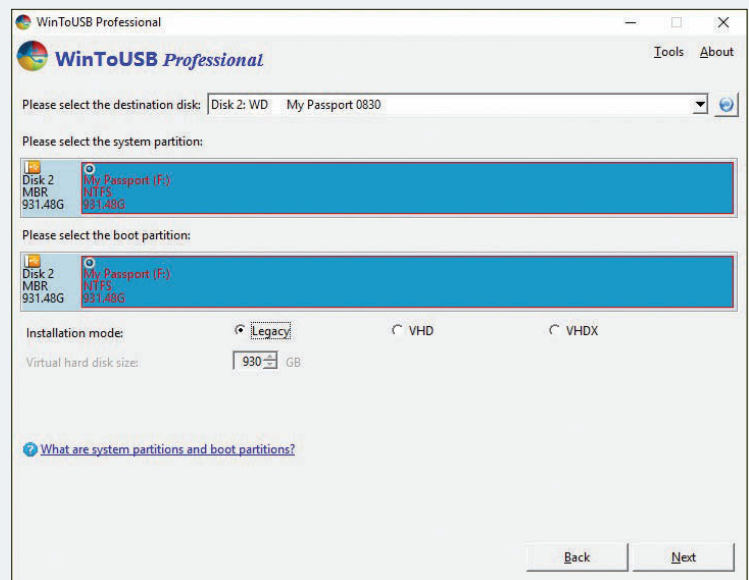 WinToUSB Professional
WinToUSB Professional
Tools About
Please select the destination disk: Disk 2: WD My Passport 0830
Please select the system partition:
Disk 2
MBR
931.48G
My Passport (F:)
NTFS
931.48G
Please select the boot partition:
Disk 2
MBR
931.48G
My Passport (F:)
NTFS
931.48G
Installation mode: Legacy VHD VHDX
Virtual hard disk size: 930 GB
What are system partitions and boot partitions?
Back Next